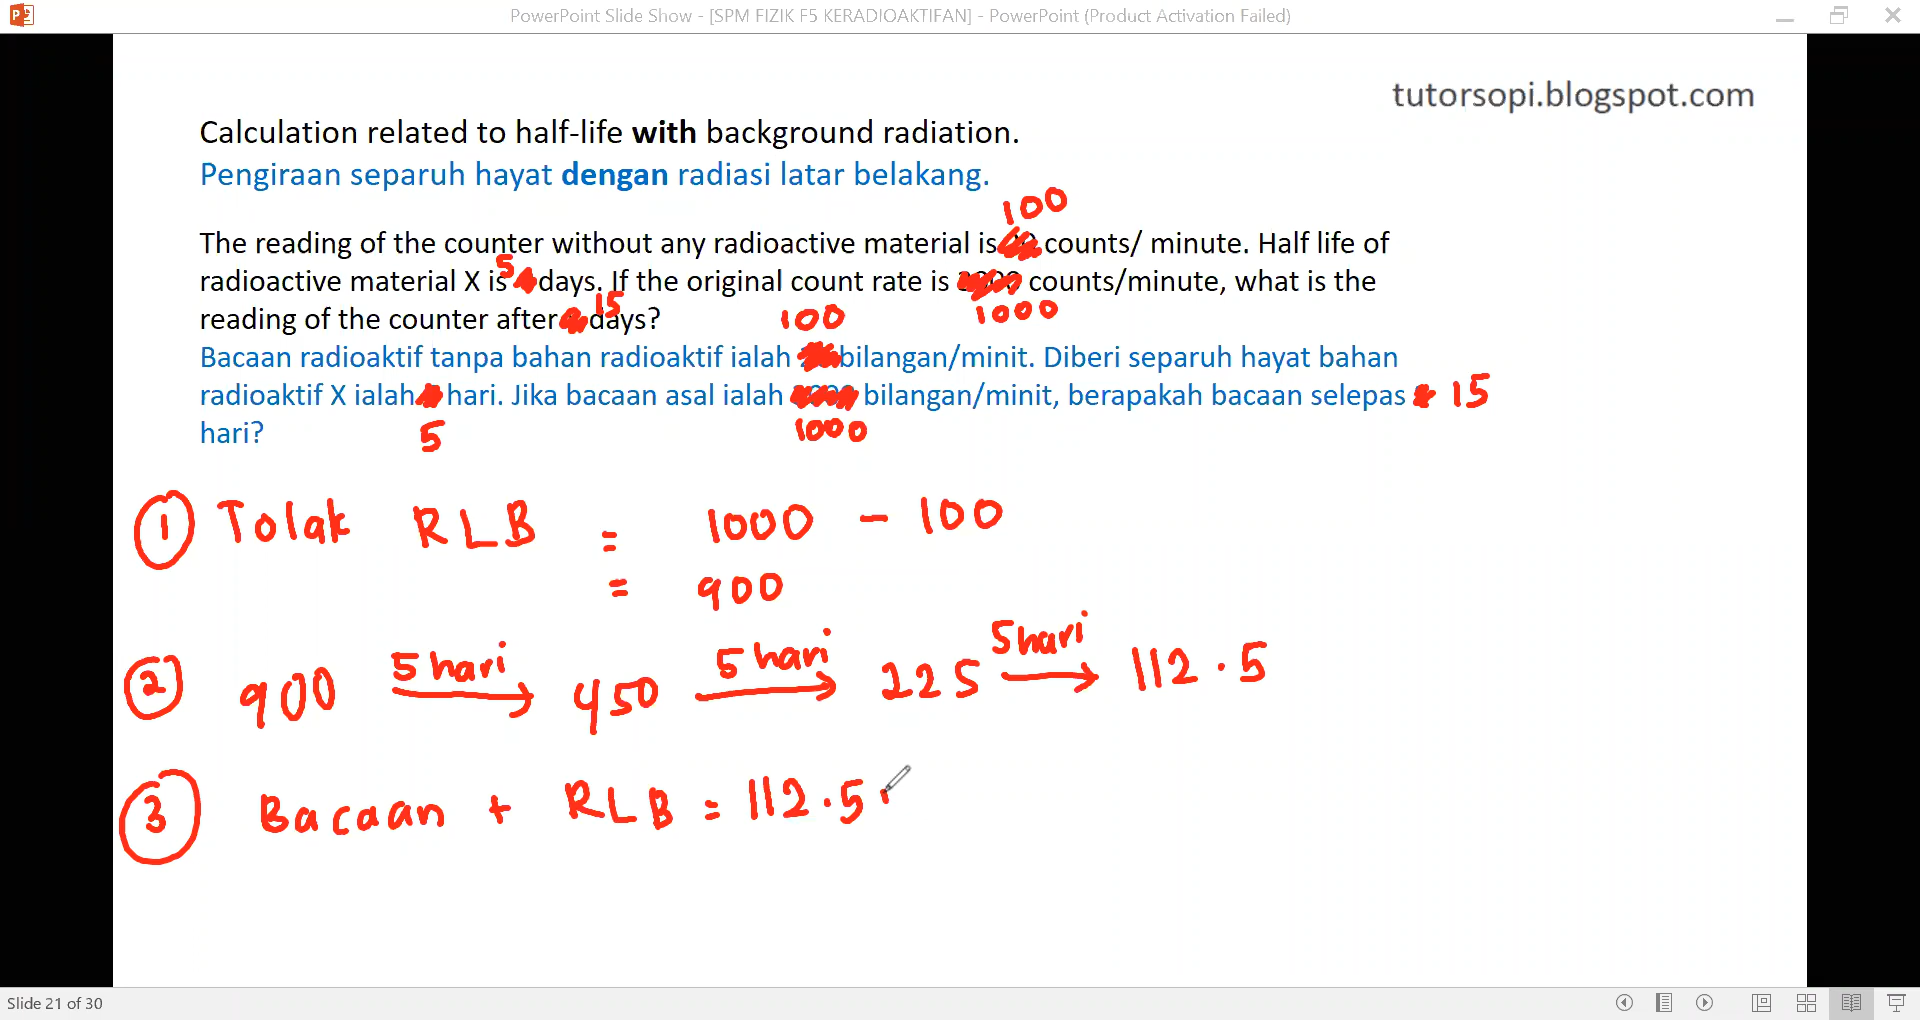 PowerPoint Slide Show - [SPM FIZIK F5 KERADIOAKTIFAN] - PowerPoint (Product Activation Failed)
tutorsopi.blogspot.com
Calculation related to half-life with background radiation.
Pengiraan separuh hayat dengan radiasi latar belakang.
100
The reading of the counter without any radioactive material is counts/ minute. Half life of
5
radioactive material X is days. If the original count rate is counts/minute, what is the
15 1000
reading of the counter after days?
100
Bacaan radioaktif tanpa bahan radioaktif ialah bilangan/minit. Diberi separuh hayat bahan
radioaktif X ialah hari. Jika bacaan asal ialah bilangan/minit, berapakah bacaan selepas 15
5 1000
hari?
1 Tolak RLB = 1000 - 100
= 900
5 hari 5 hari 5 hari
2 900 → 450 → 225 → 112.5
3 Bacaan + RLB = 112.5
Slide 21 of 30